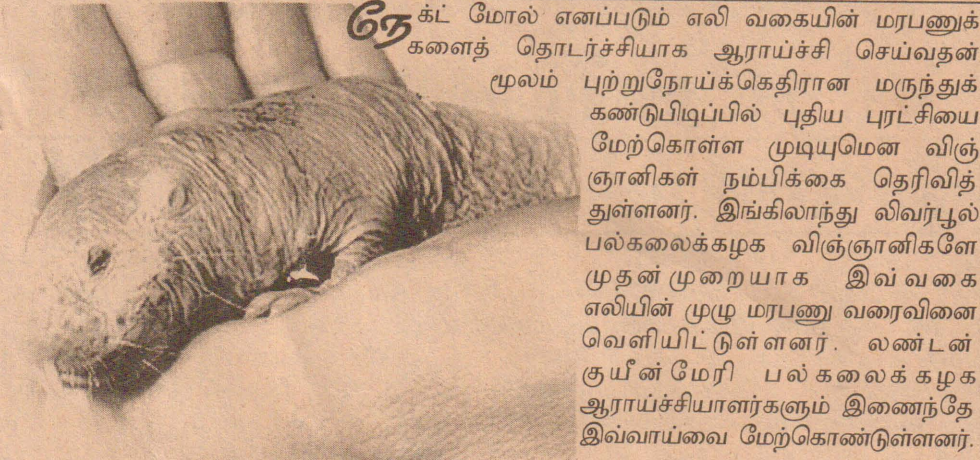 நேக்ட் மோல் எனப்படும் எலி வகையின் மரபணுக்
களைத் தொடர்ச்சியாக ஆராய்ச்சி செய்வதன்
மூலம் புற்றுநோய்க்கெதிரான மருந்துக்
கண்டுபிடிப்பில் புதிய புரட்சியை
மேற்கொள்ள முடியுமென விஞ்
ஞானிகள் நம்பிக்கை தெரிவித்
துள்ளனர். இங்கிலாந்து லிவர்பூல்
பல்கலைக்கழக விஞ்ஞானிகளே
முதன்முறையாக இவ்வகை
எலியின் முழு மரபணு வரைவினை
வெளியிட்டுள்ளனர். லண்டன்
குயீன்மேரி பல்கலைக்கழக
ஆராய்ச்சியாளர்களும் இணைந்தே
இவ்வாய்வை மேற்கொண்டுள்ளனர்.